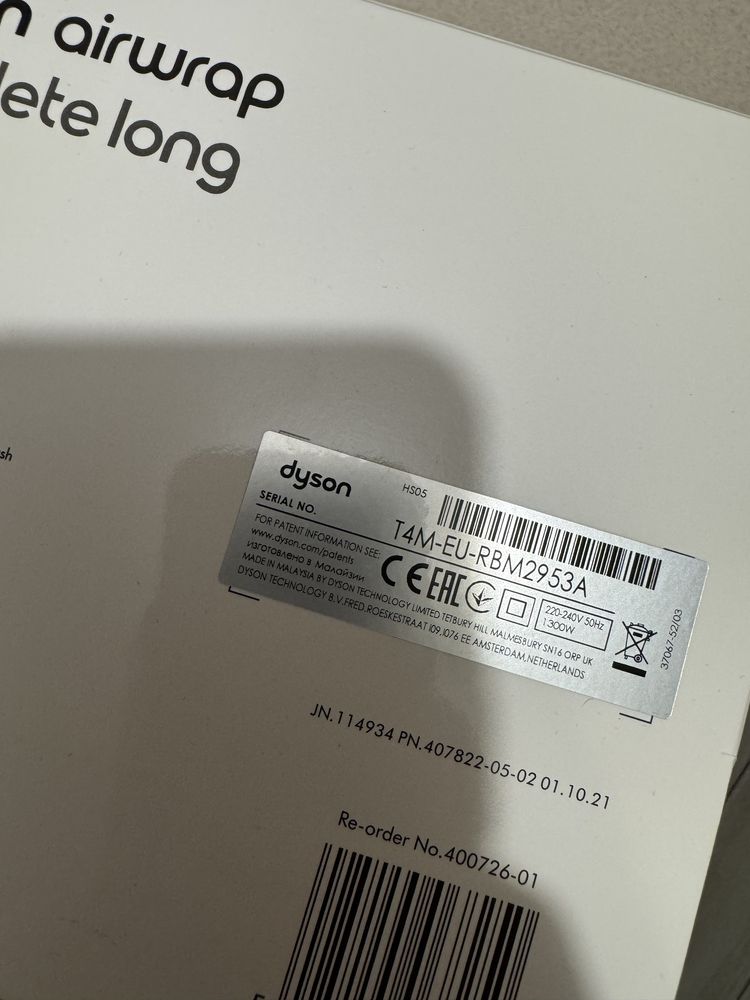 n airwrap
lete long
sh
dyson
HS05
SERIAL NO.
T4M-EU-RBM2953A
FOR PATENT INFORMATION SEE:
www.dyson.com/patents
изготовлено в Малайзии
CE EAC
220-240V 50Hz
1300W
MADE IN MALAYSIA BY DYSON TECHNOLOGY LIMITED TETBURY HILL MALMESBURY SN16 ORP UK
DYSON TECHNOLOGY B.V.FRED.ROESKESTRAAT 109,1076 EE AMSTERDAM,NETHERLANDS
37067-52/03
JN.114934 PN.407822-05-02 01.10.21
Re-order No.400726-01